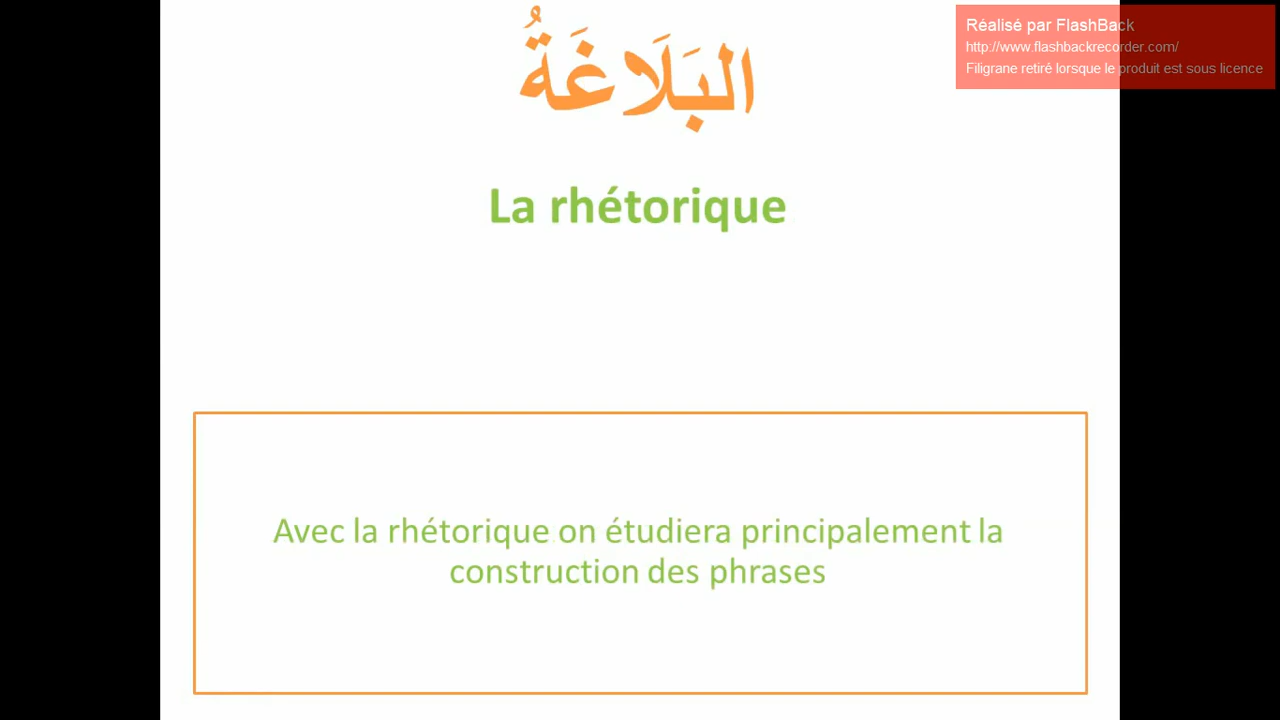 البَلَاغَةُ
La rhétorique
Avec la rhétorique on étudiera principalement la
construction des phrases
Réalisé par FlashBack
http://www.flashbackrecorder.com/
Filigrane retiré lorsque le produit est sous licence